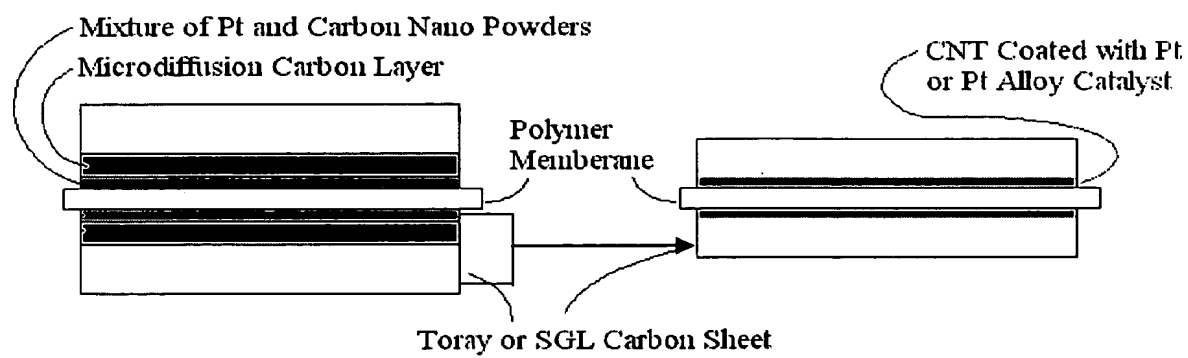 Mixture of Pt and Carbon Nano Powders
Microdiffusion Carbon Layer
CNT Coated with Pt
or Pt Alloy Catalyst
Polymer
Memberane
Toray or SGL Carbon Sheet